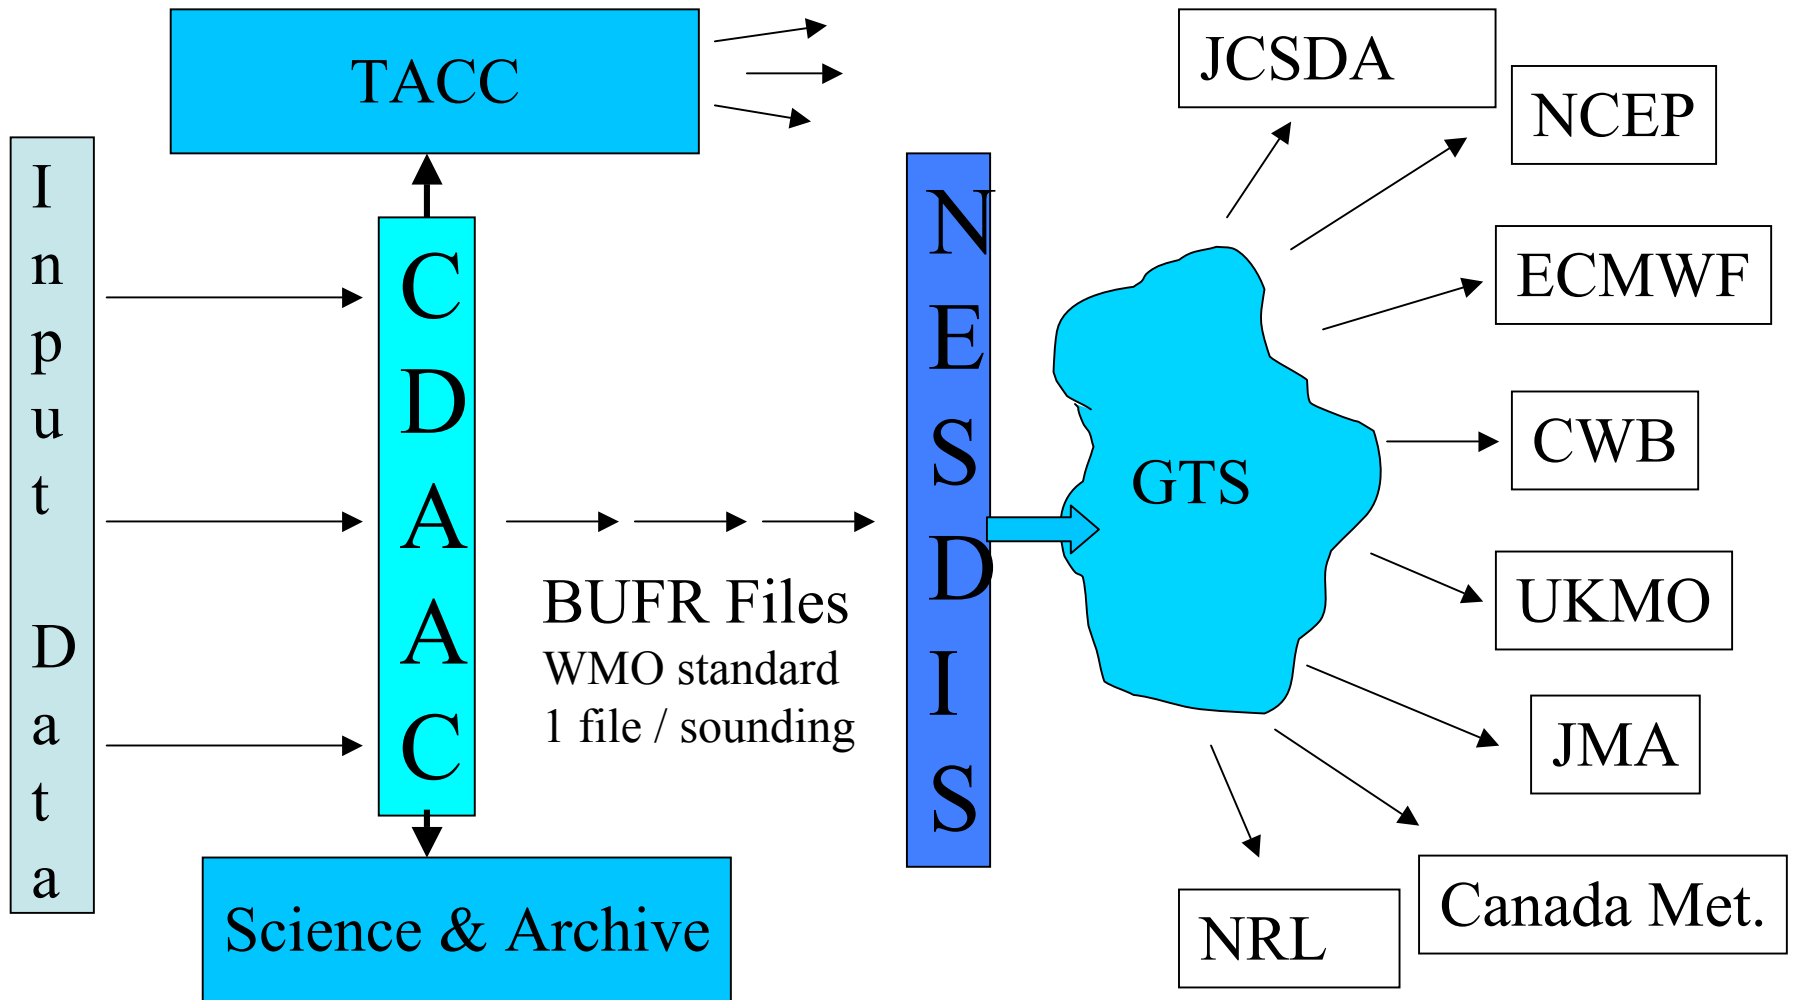 TACC
Input Data
CDAAC
Science & Archive
BUFR Files
WMO standard
1 file / sounding
NESDIS
GTS
JCSDA
NCEP
ECMWF
CWB
UKMO
JMA
Canada Met.
NRL